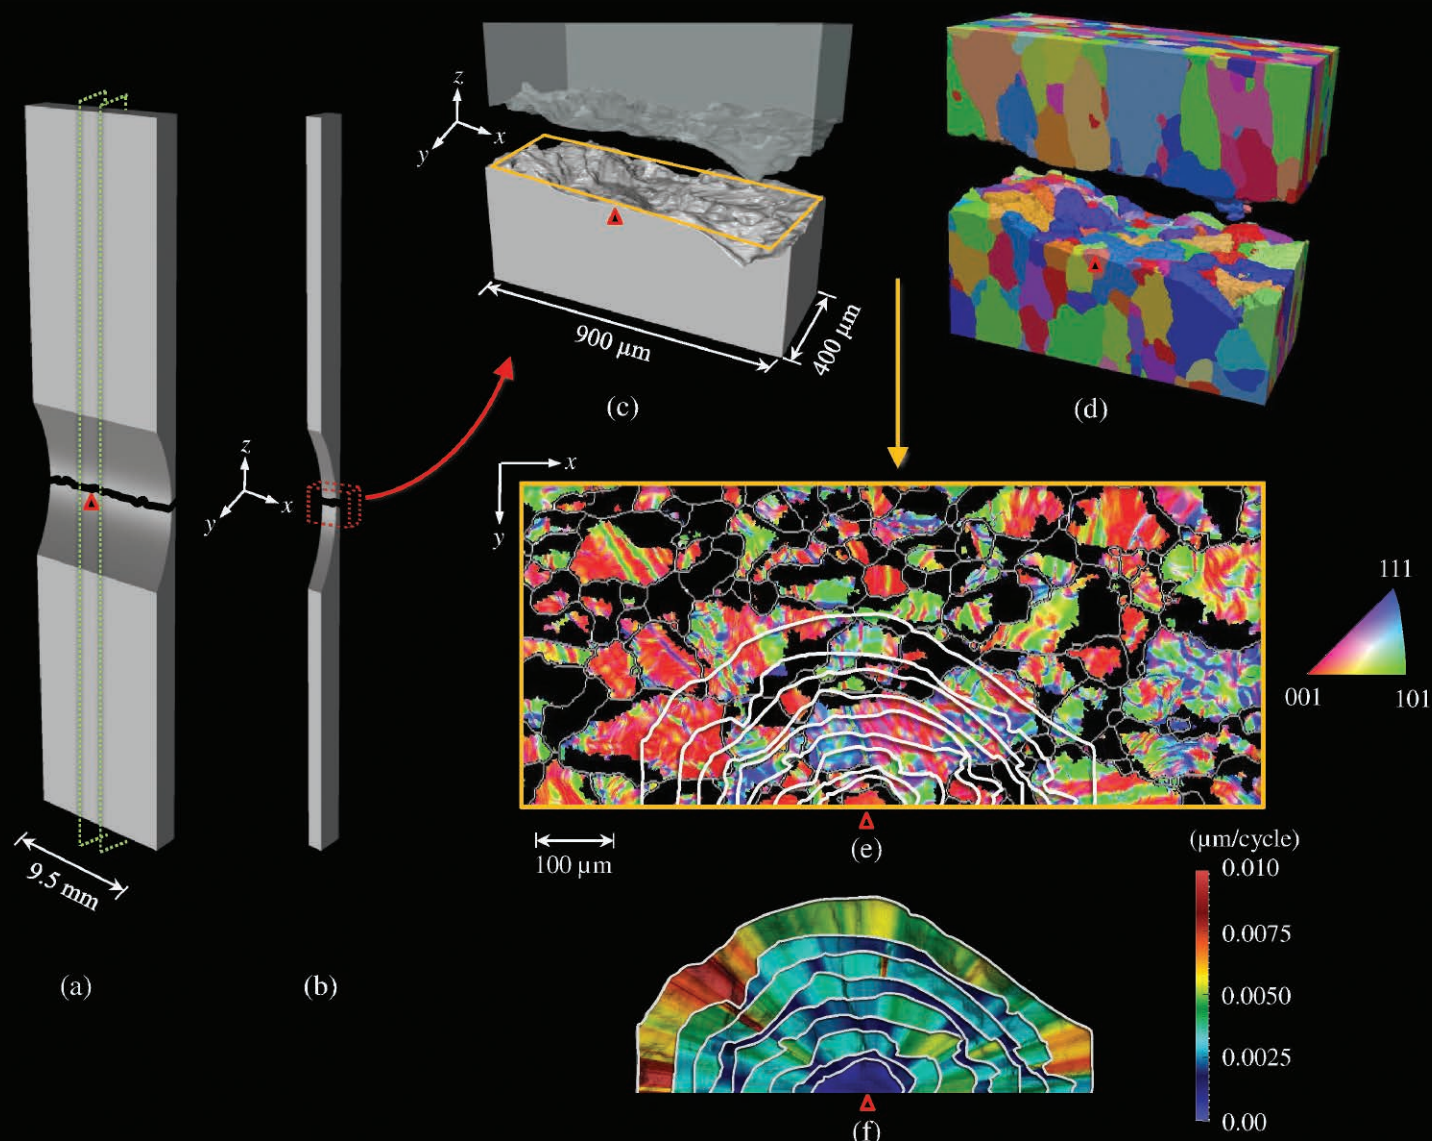 z
x
y
900 µm
400 µm
(c)
(d)
z
x
y
9.5 mm
(a)
(b)
x
y
111
001
101
100 µm
(e)
(µm/cycle)
0.010
0.0075
0.0050
0.0025
0.00
(f)